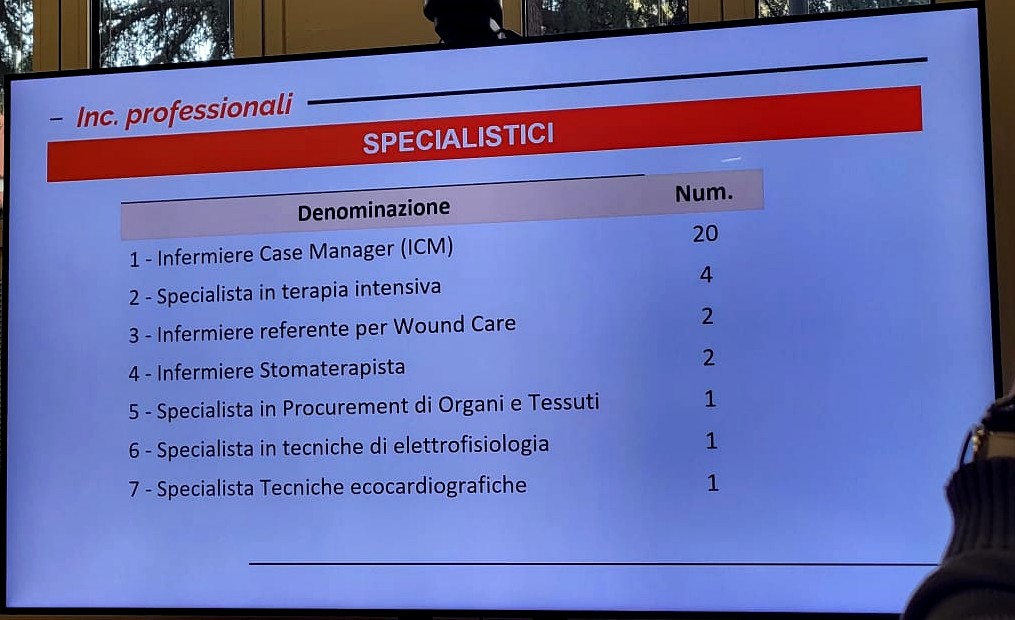 – Inc. professionali
SPECIALISTICI
Denominazione Num.
1 - Infermiere Case Manager (ICM) 20
2 - Specialista in terapia intensiva 4
3 - Infermiere referente per Wound Care 2
4 - Infermiere Stomaterapista 2
5 - Specialista in Procurement di Organi e Tessuti 1
6 - Specialista in tecniche di elettrofisiologia 1
7 - Specialista Tecniche ecocardiografiche 1